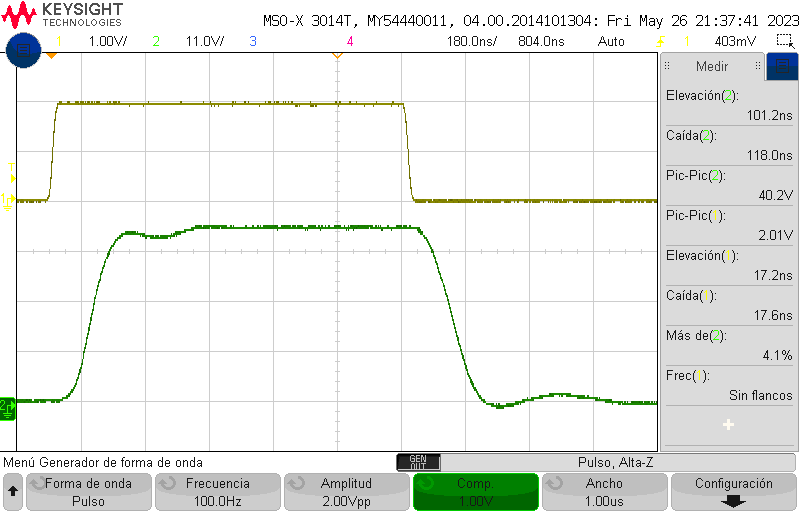 KEYSIGHT
TECHNOLOGIES
MSO-X 3014T, MY54440011, 04.00.2014101304: Fri May 26 21:37:41 2023
1 1.00V/ 2 11.0V/ 3 4 180.0ns/ 804.0ns Auto 1 403mV
Medir
Elevación(2):
101.2ns
Caída(2):
118.0ns
Pic-Pic(2):
40.2V
Pic-Pic( ):
2.01V
Elevación(1):
17.2ns
Caída(1):
17.6ns
Más de(2):
4.1%
Frec( ):
Sin flancos
T
1
2
Menú Generador de forma de onda
GEN
OUT
Pulso, Alta-Z
Forma de onda
Pulso
Frecuencia
100.0Hz
Amplitud
2.00Vpp
Comp.
1.00V
Ancho
1.00us
Configuración